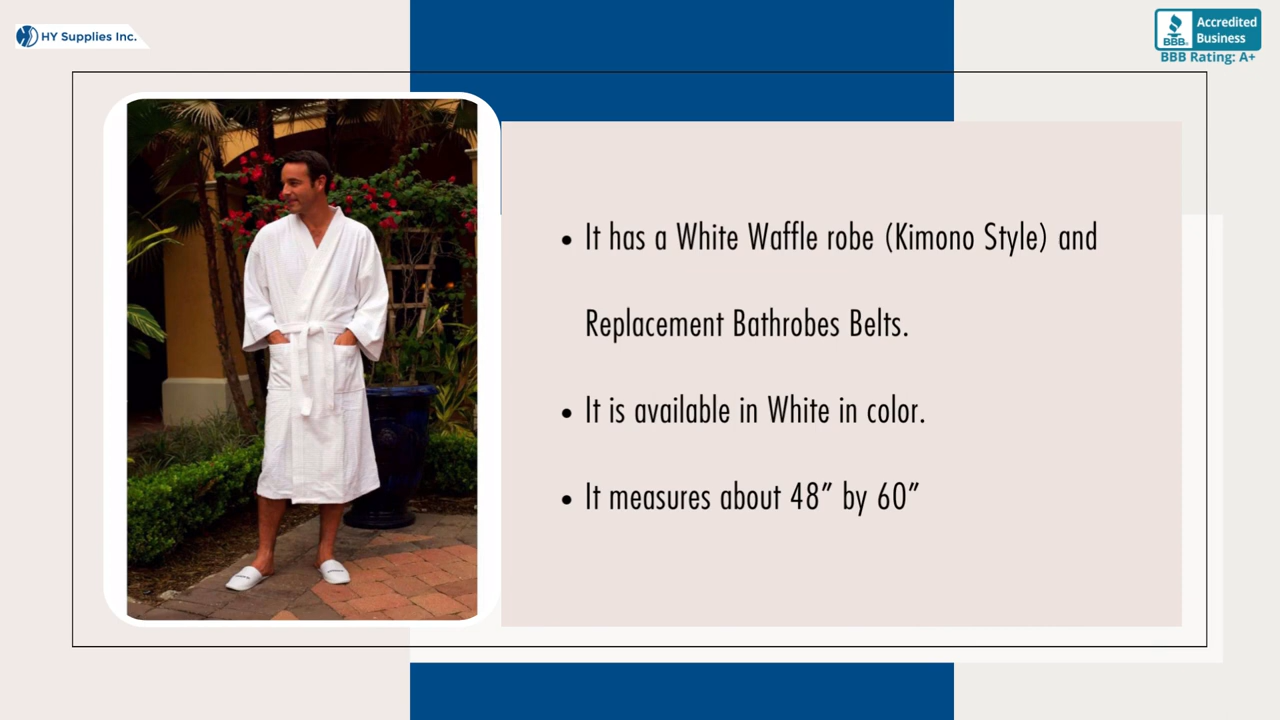 HY Supplies Inc.
BBB.
Accredited
Business
BBB Rating: A+
• It has a White Waffle robe (Kimono Style) and
Replacement Bathrobes Belts.
• It is available in White in color.
• It measures about 48” by 60”